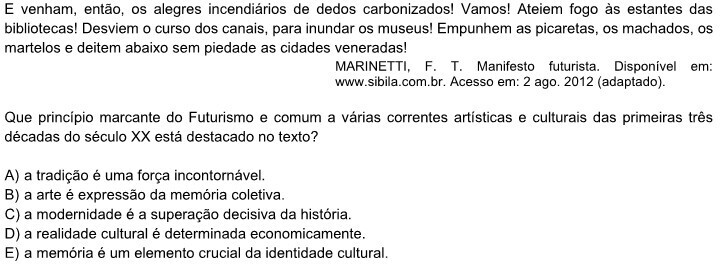 E venham, então, os alegres incendiários de dedos carbonizados! Vamos! Ateiem fogo às estantes das
bibliotecas! Desviem o curso dos canais, para inundar os museus! Empunhem as picaretas, os machados, os
martelos e deitem abaixo sem piedade as cidades veneradas!
MARINETTI, F. T. Manifesto futurista. Disponível em:
www.sibila.com.br. Acesso em: 2 ago. 2012 (adaptado).
Que princípio marcante do Futurismo e comum a várias correntes artísticas e culturais das primeiras três
décadas do século XX está destacado no texto?
A) a tradição é uma força incontornável.
B) a arte é expressão da memória coletiva.
C) a modernidade é a superação decisiva da história.
D) a realidade cultural é determinada economicamente.
E) a memória é um elemento crucial da identidade cultural.